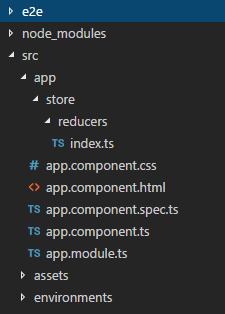 e2e
node_modules
src
app
store
reducers
TS index.ts
# app.component.css
<> app.component.html
TS app.component.spec.ts
TS app.component.ts
TS app.module.ts
assets
environments